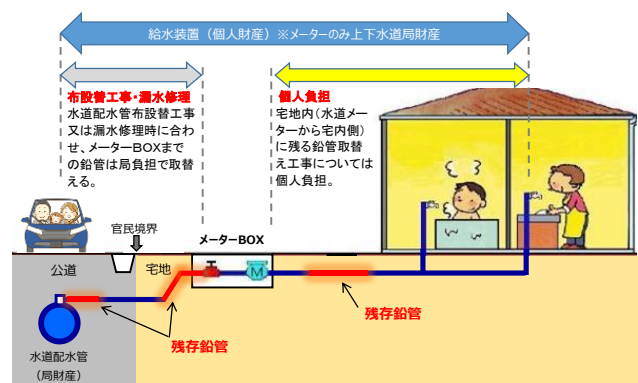 給水装置（個人財産）※メーターのみ上下水道局財産
布設替工事・漏水修理
水道配水管布設替工事
又は漏水修理時に合わ
せ、メーターBOXまで
の鉛管は局負担で取替
える。
個人負担
宅地内（水道メー
ターから宅内側）
に残る鉛管取替
え工事については
個人負担。
官民境界
メーターBOX
公道
宅地
M
残存鉛管
残存鉛管
水道配水管
（局財産）